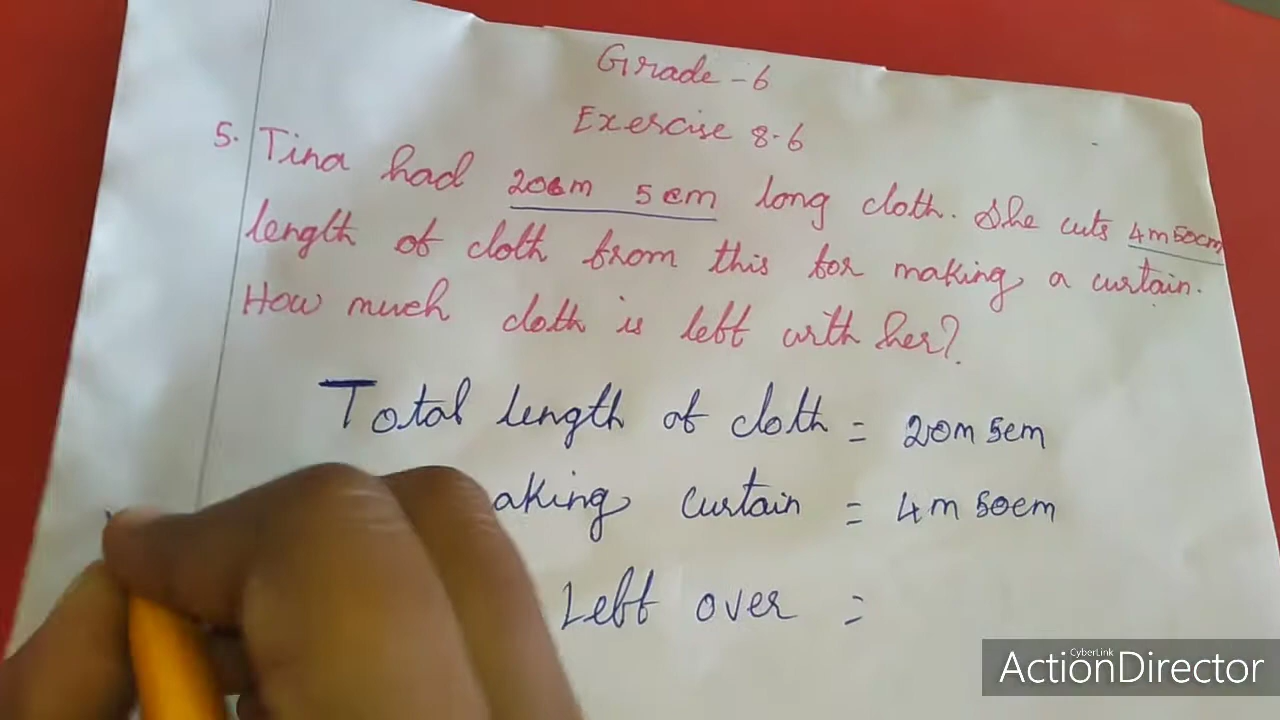 Grade - 6
Exercise 8.6
5. Tina had 20m 5cm long cloth. She cuts 4m50cm
length of cloth from this for making a curtain.
How much cloth is left with her?
Total length of cloth = 20m 5cm
aking curtain = 4m 50cm
Left over =
CyberLink
ActionDirector